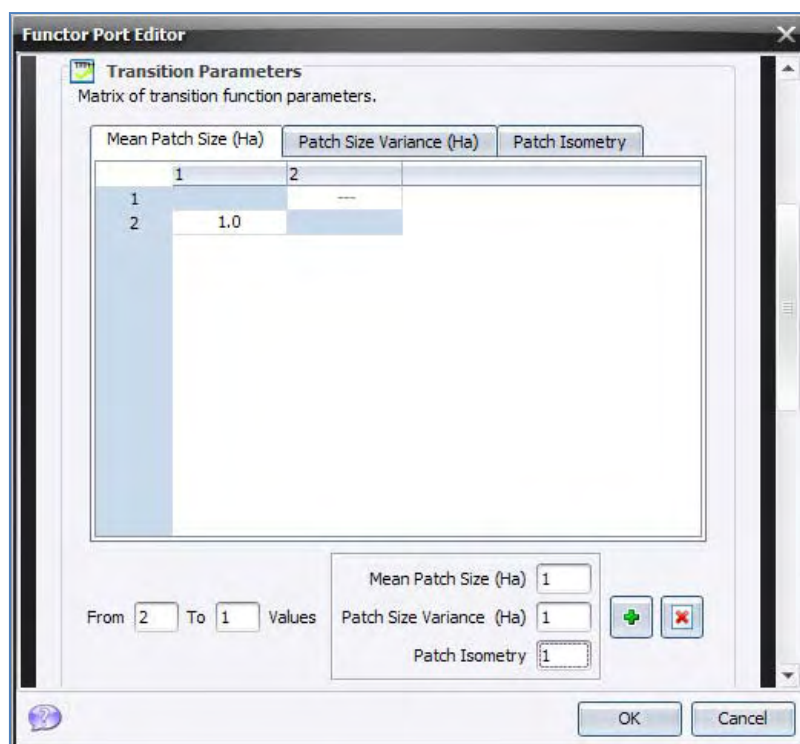 Functor Port Editor
Transition Parameters
Matrix of transition function parameters.
Mean Patch Size (Ha) Patch Size Variance (Ha) Patch Isometry
1 2
1 ---
2 1.0
Mean Patch Size (Ha) 1
From 2 To 1 Values Patch Size Variance (Ha) 1
Patch Isometry 1
OK Cancel